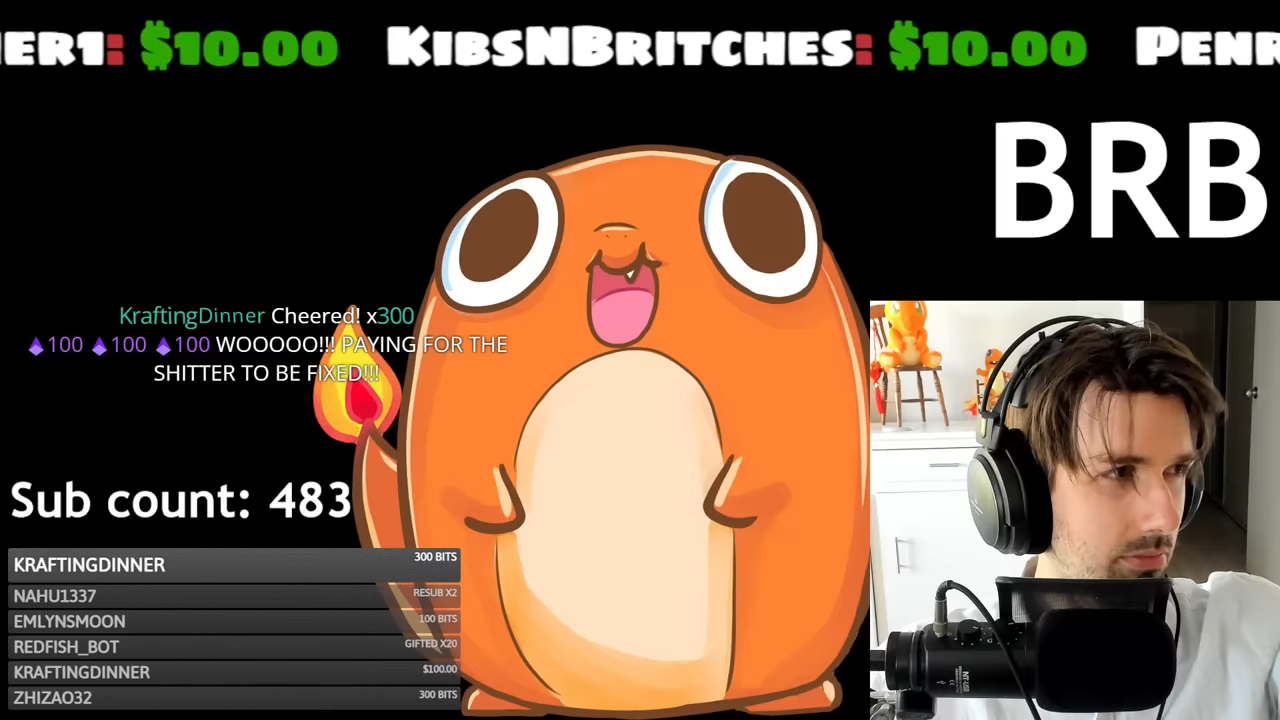 ER1: $10.00 KIBSNBRITCHES: $10.00 PENR
BRB
KraftingDinner Cheered! x300
100 100 100 WOOOOO!!! PAYING FOR THE
SHITTER TO BE FIXED!!!
Sub count: 483
KRAFTINGDINNER 300 BITS
NAHU1337 RESUB X2
EMLYNSMOON 100 BITS
REDFISH_BOT GIFTED X20
KRAFTINGDINNER $100.00
ZHIZAO32 300 BITS
NT-USB